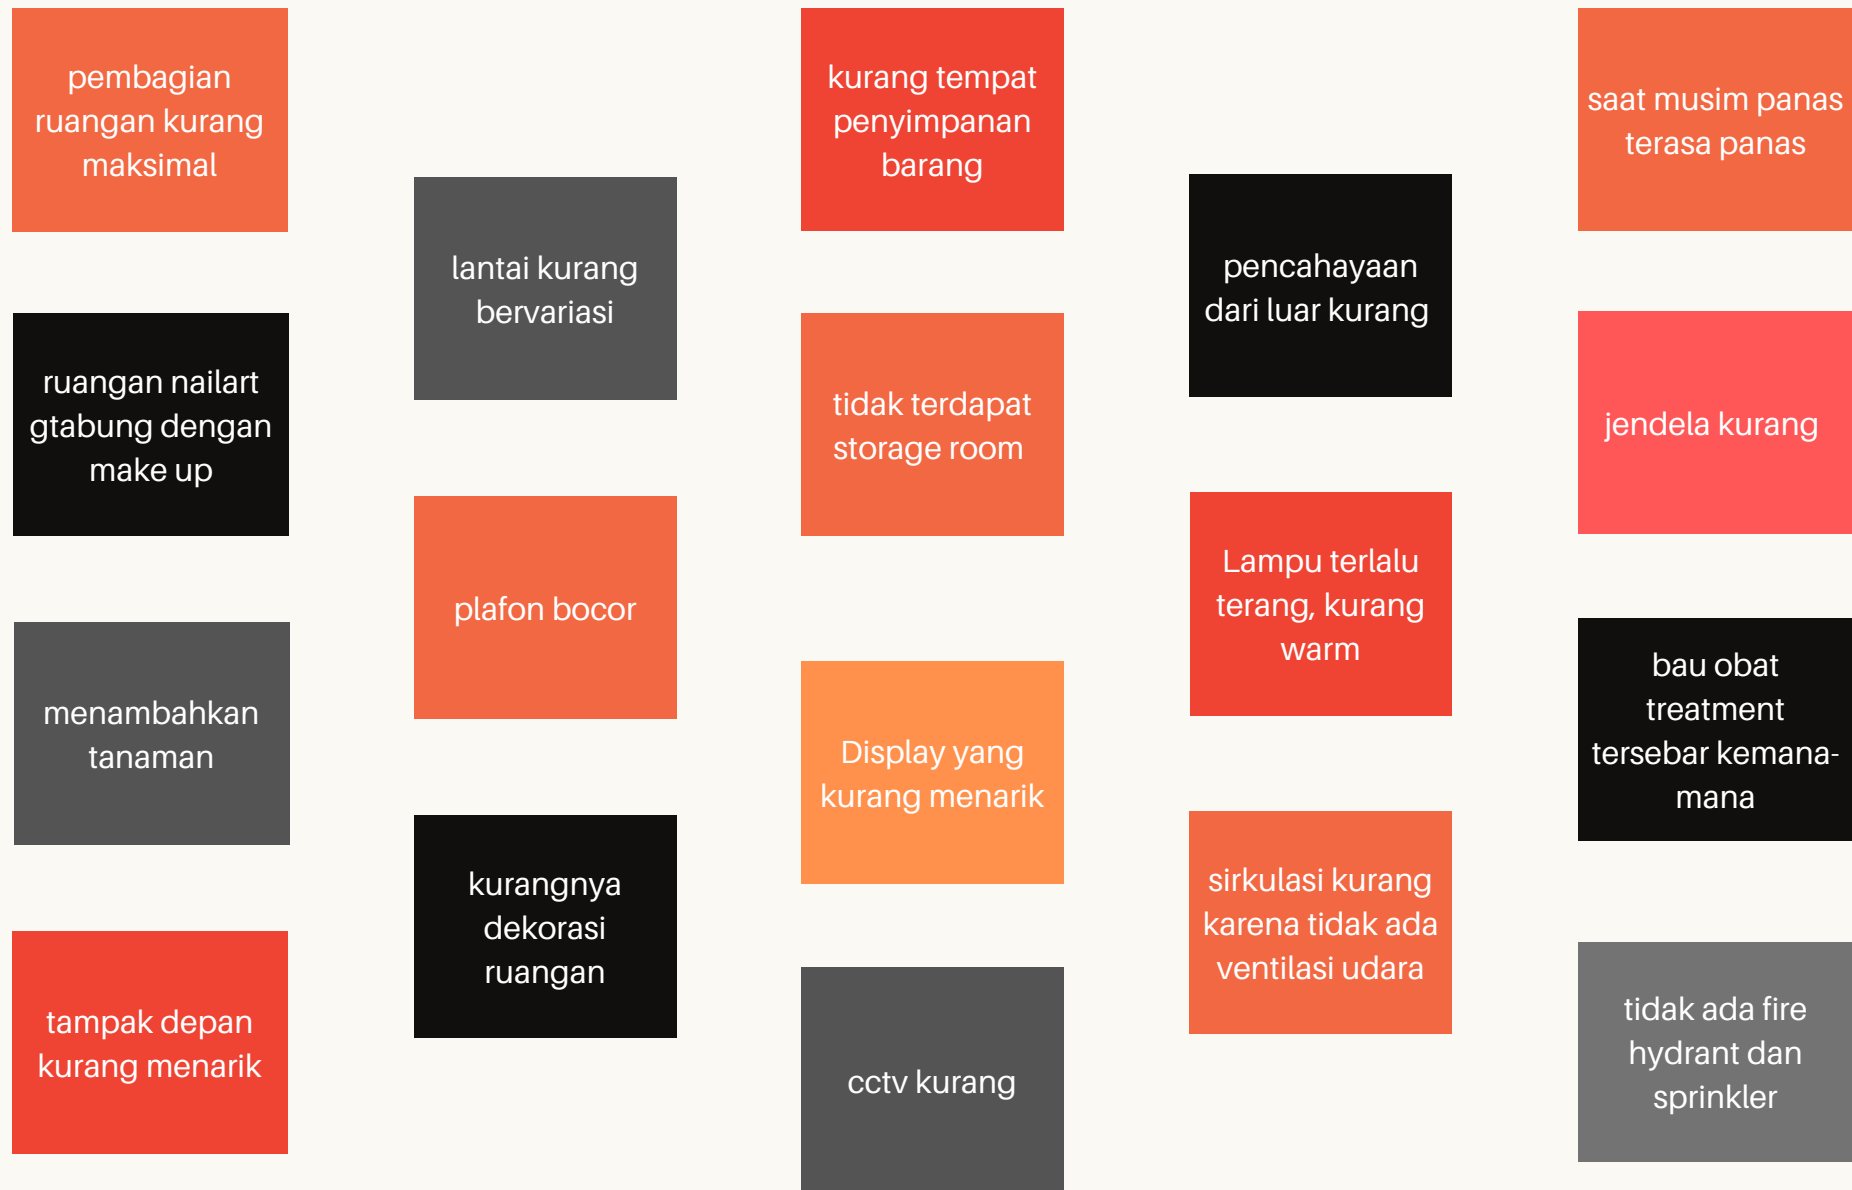 pembagian
ruangan kurang
maksimal
ruangan nailart
gtabung dengan
make up
menambahkan
tanaman
tampak depan
kurang menarik
lantai kurang
bervariasi
plafon bocor
kurangnya
dekorasi
ruangan
kurang tempat
penyimpanan
barang
tidak terdapat
storage room
Display yang
kurang menarik
cctv kurang
pencahayaan
dari luar kurang
Lampu terlalu
terang, kurang
warm
sirkulasi kurang
karena tidak ada
ventilasi udara
saat musim panas
terasa panas
jendela kurang
bau obat
treatment
tersebar kemana-
mana
tidak ada fire
hydrant dan
sprinkler